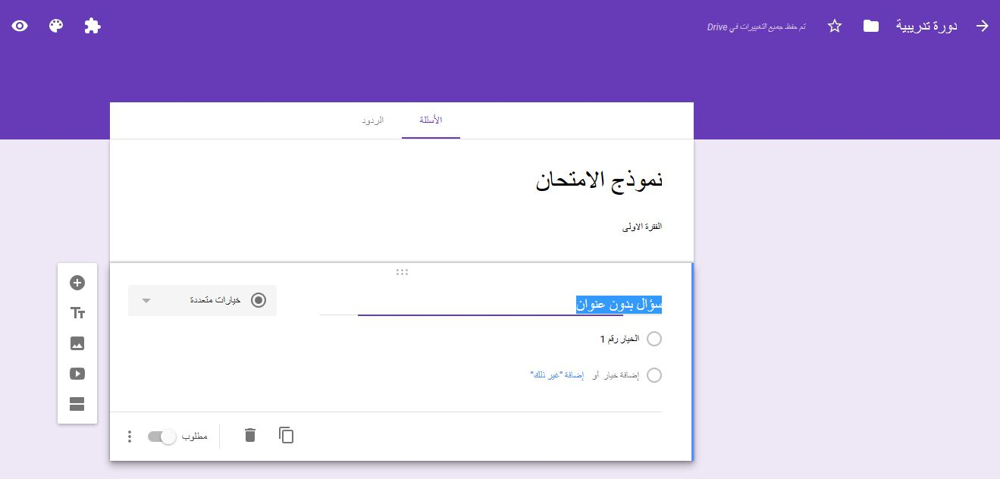 دورة تدريبية
تم حفظ جميع التغييرات في Drive
الأسئلة
الردود
نموذج الامتحان
الفقرة الاولى
سؤال بدون عنوان
خيارات متعددة
الخيار رقم 1
إضافة خيار أو إضافة "غير ذلك"
مطلوب